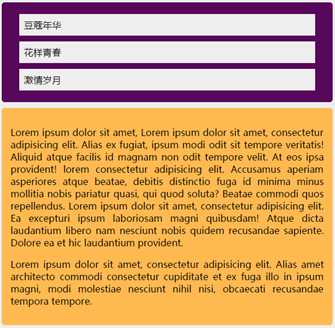 豆蔻年华
花样青春
激情岁月
Lorem ipsum dolor sit amet, Lorem ipsum dolor sit amet, consectetur
adipisicing elit. Alias ex fugiat, ipsum modi odit sit tempore veritatis!
Aliquid atque facilis id magnam non odit tempore velit. At eos ipsa
provident! lorem consectetur adipisicing elit. Accusamus aperiam
asperiores atque beatae, debitis distinctio fuga id minima minus
mollitia nobis pariatur quasi, qui quod soluta? Beatae commodi quos
repellendus. Lorem ipsum dolor sit amet, consectetur adipisicing elit.
Ea excepturi ipsum laboriosam magni quibusdam! Atque dicta
laudantium libero nam nesciunt nobis quidem recusandae sapiente.
Dolore ea et hic laudantium provident.
Lorem ipsum dolor sit amet, consectetur adipisicing elit. Alias amet
architecto commodi consectetur cupiditate et ex fuga illo in ipsum
magni, modi molestiae nesciunt nihil nisi, obcaecati recusandae
tempora tempore.